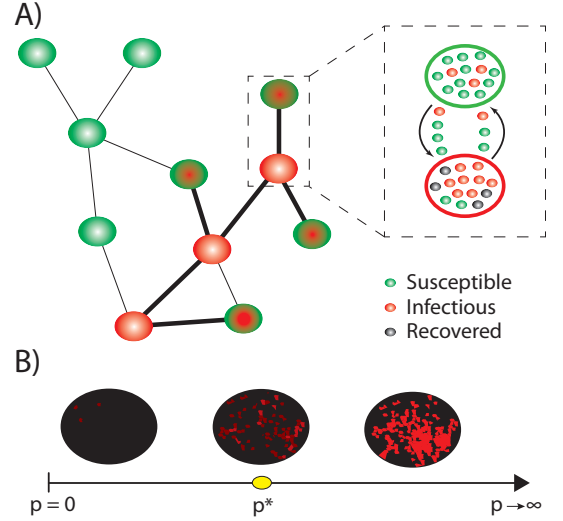 A)
Susceptible
Infectious
Recovered
B)
p = 0
p*
p→∞